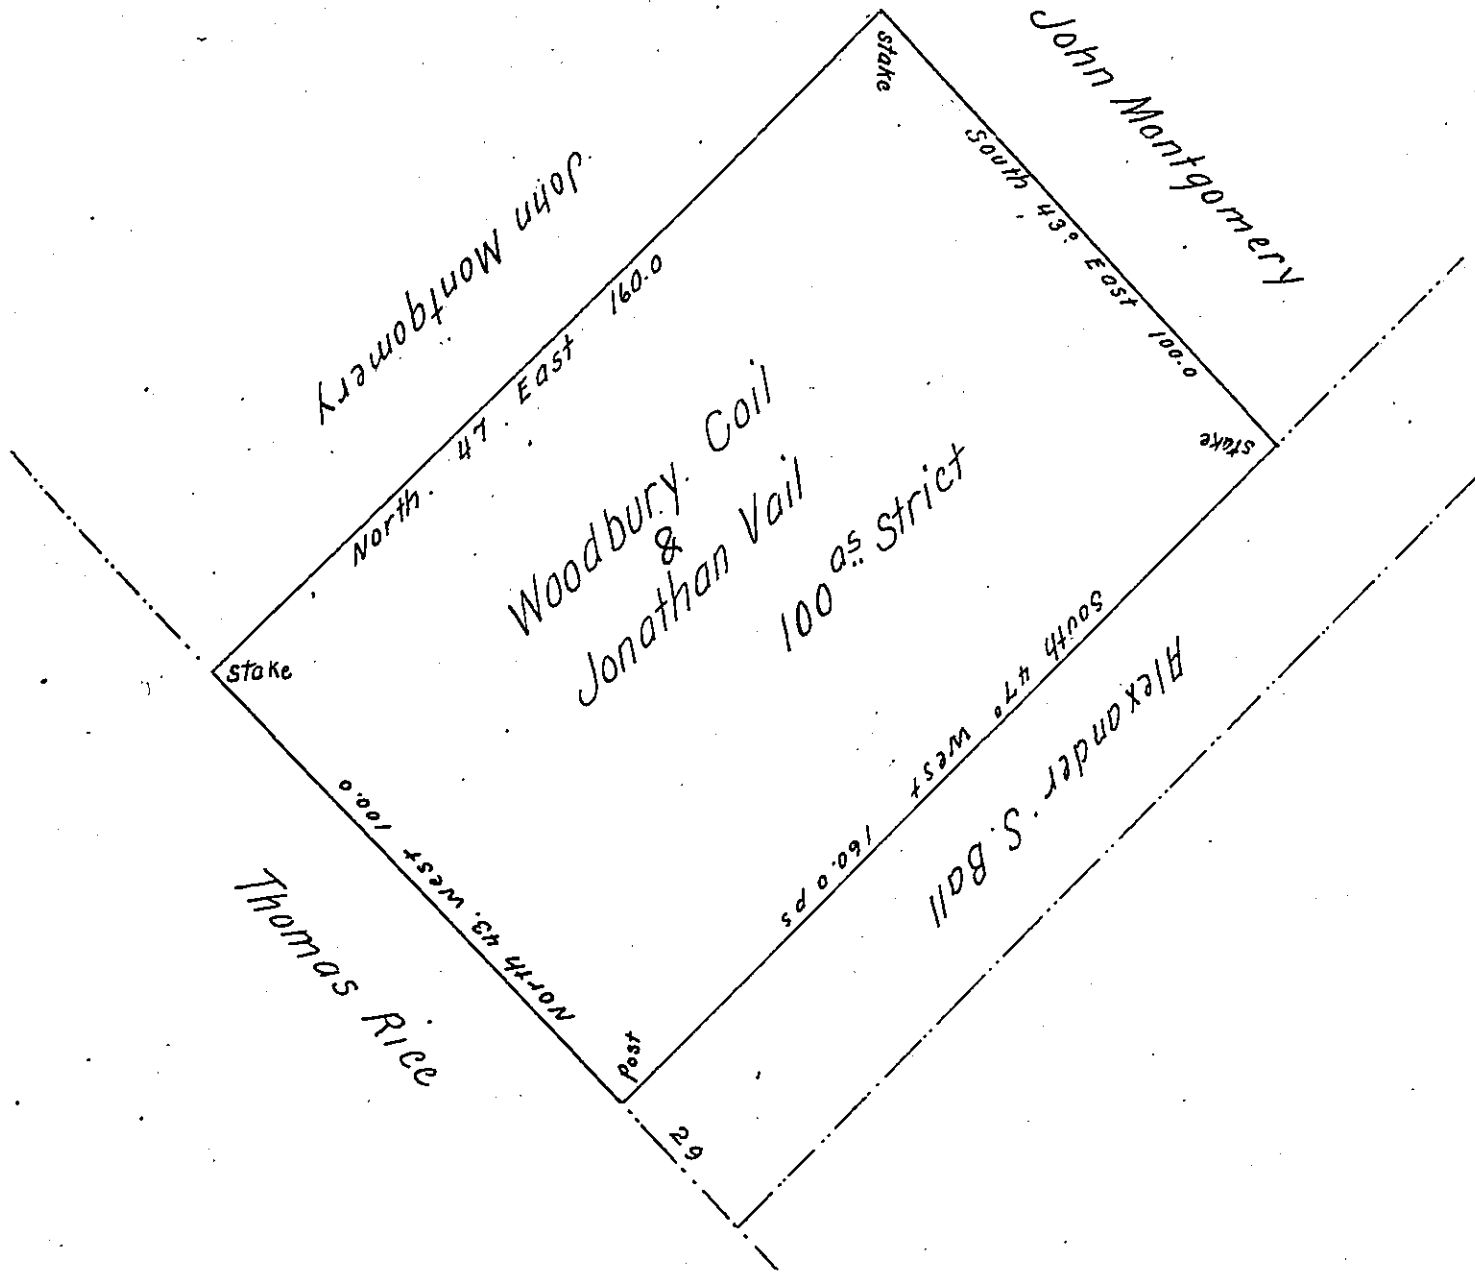 John Montgomery
stake
South 43° East 100.0
John Montgomery
North. 47. East 160.0
Woodbury. Coil
&
Jonathan Vail
100 as Strict
stake
stake
South 47° West 160.0 ps
Alexander. S. Ball
North 43. West 100.0
Thomas Rice
Post
29